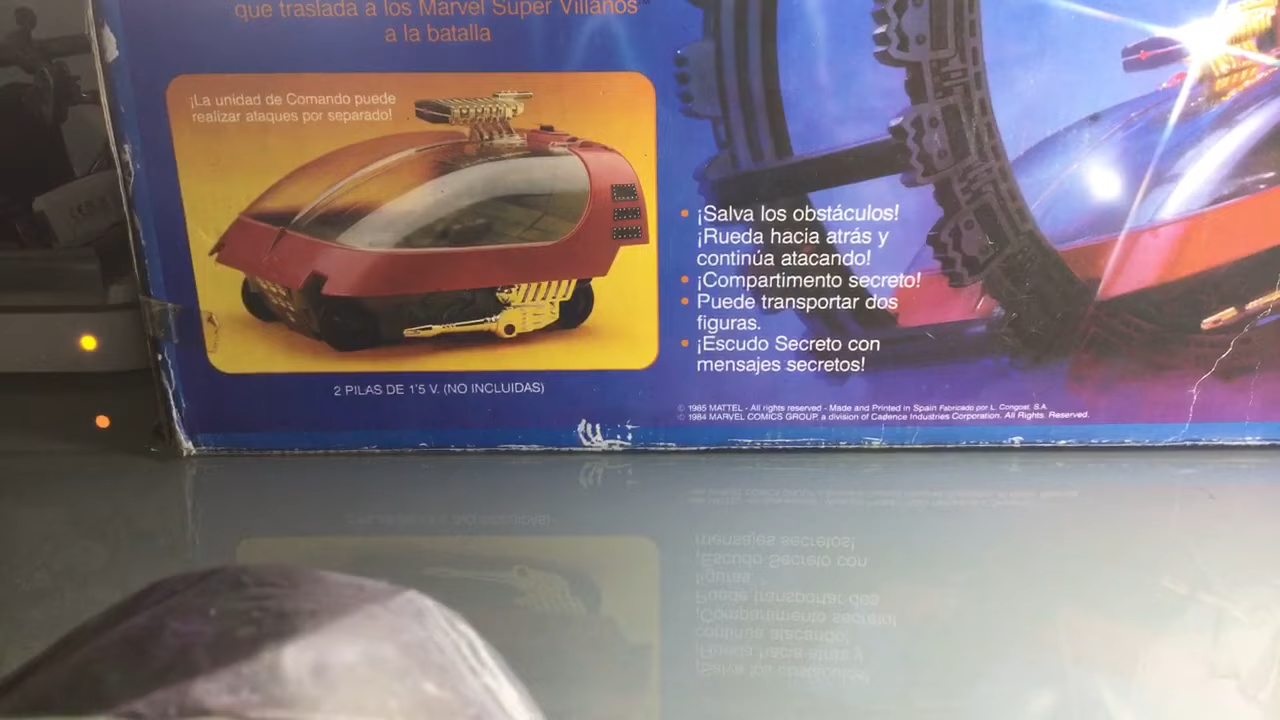 que traslada a los Marvel Super Villanos
a la batalla
¡La unidad de Comando puede
realizar ataques por separado!
2 PILAS DE 1'5 V. (NO INCLUIDAS)
• ¡Salva los obstáculos!
¡Rueda hacia atrás y
continúa atacando!
• ¡Compartimento secreto!
• Puede transportar dos
figuras.
• ¡Escudo Secreto con
mensajes secretos!
© 1985 MATTEL - All rights reserved - Made and Printed in Spain Fabricado por L. Congost, S.A.
© 1984 MARVEL COMICS GROUP, a division of Cadence Industries Corporation. All Rights. Reserved.